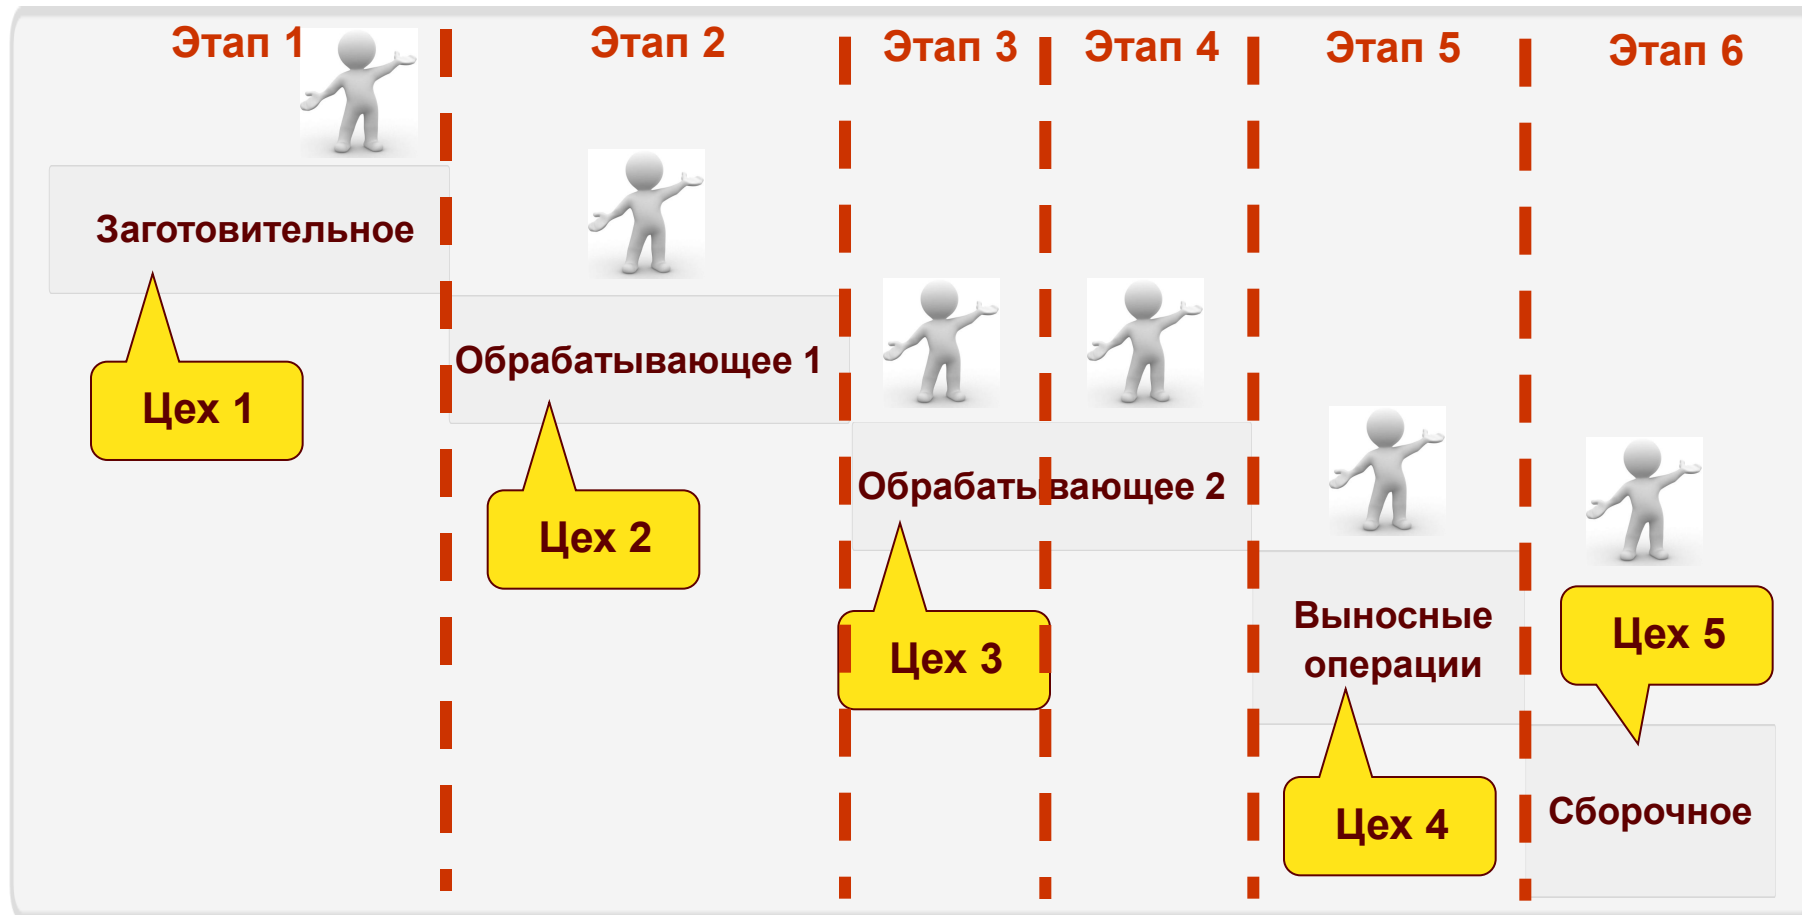 Этап 1
Этап 2
Этап 3
Этап 4
Этап 5
Этап 6
Заготовительное
Цех 1
Обрабатывающее 1
Цех 2
Обрабатывающее 2
Цех 3
Выносные
операции
Цех 4
Цех 5
Сборочное